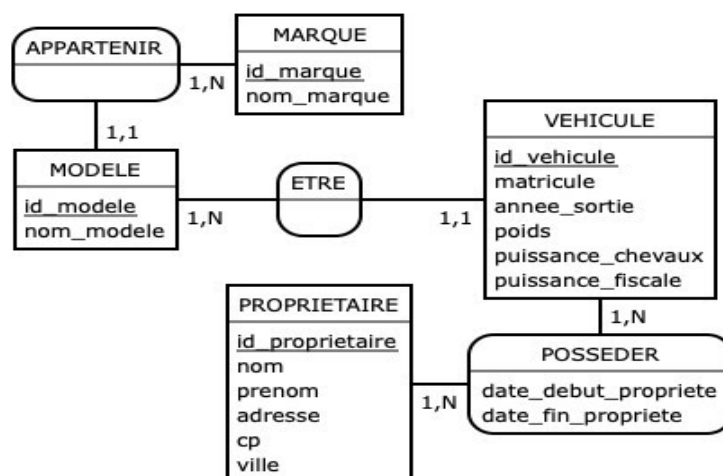 APPARTENIR
1,N
1,1
MARQUE
id_marque
nom_marque
MODELE
id_modele
nom_modele
1,N
ETRE
1,1
VEHICULE
id_vehicule
matricule
annee_sortie
poids
puissance_chevaux
puissance_fiscale
1,N
POSSEDER
date_debut_propriete
date_fin_propriete
1,N
PROPRIETAIRE
id_proprietaire
nom
prenom
adresse
cp
ville